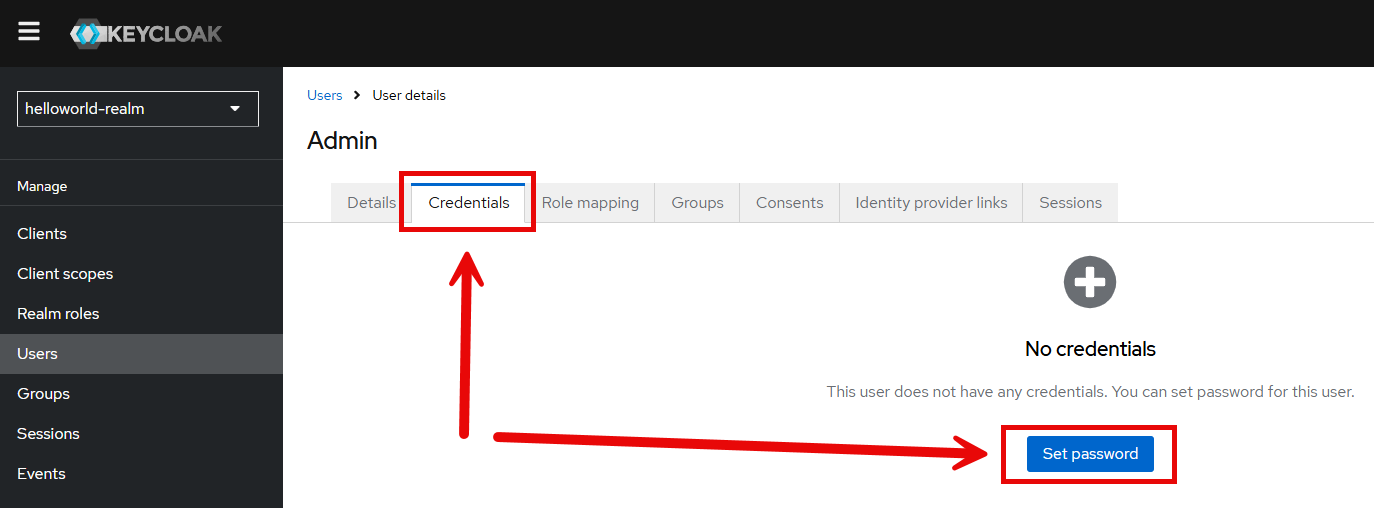 KEYCLOAK
helloworld-realm
Manage
Clients
Client scopes
Realm roles
Users
Groups
Sessions
Events
Users > User details
Admin
Details Credentials Role mapping Groups Consents Identity provider links Sessions
No credentials
This user does not have any credentials. You can set password for this user.
Set password